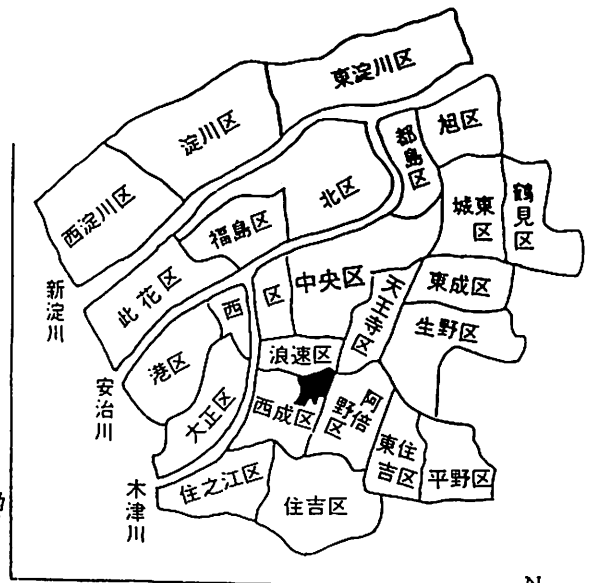 東淀川区
淀川区
西淀川区
旭区
都島区
北区
城東区
鶴見区
福島区
此花区
中央区
西区
天王寺区
東成区
生野区
港区
浪速区
大正区
西成区
阿倍野区
東住吉区
平野区
住之江区
住吉区
新淀川
安治川
木津川
N